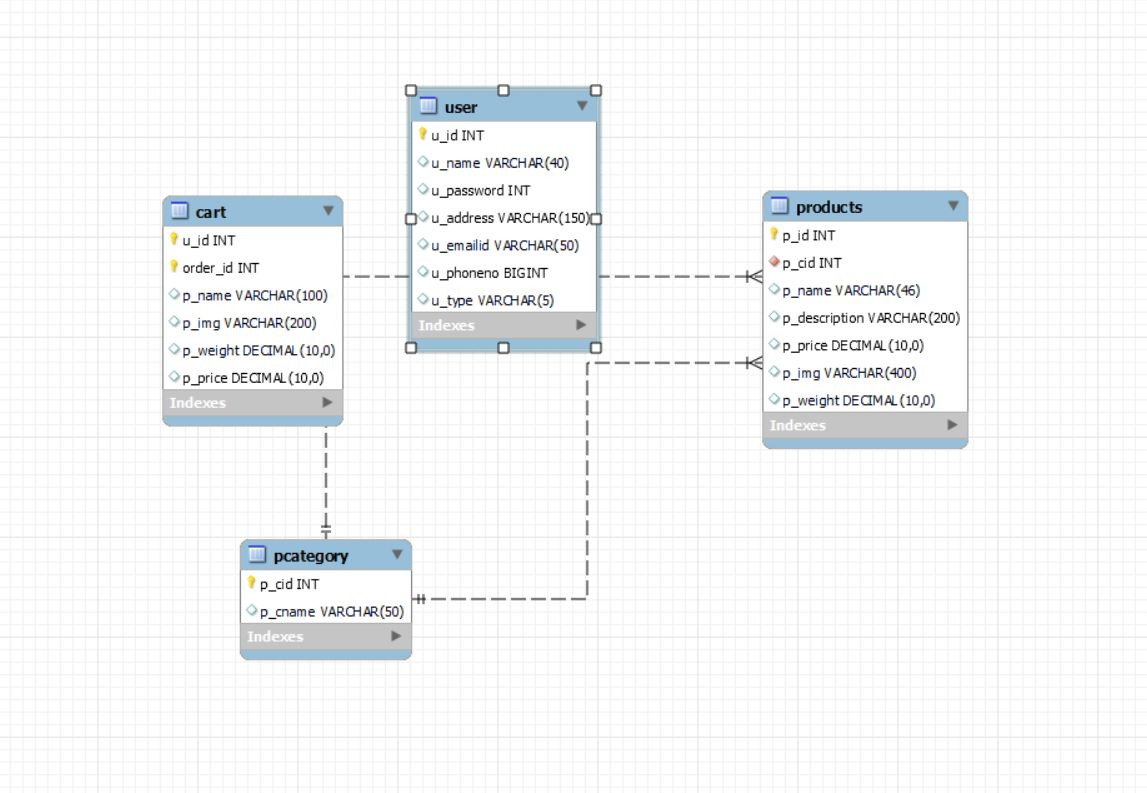 user
u_id INT
u_name VARCHAR(40)
u_password INT
u_address VARCHAR(150)
u_emailid VARCHAR(50)
u_phoneno BIGINT
u_type VARCHAR(5)
Indexes
cart
u_id INT
order_id INT
p_name VARCHAR(100)
p_img VARCHAR(200)
p_weight DECIMAL(10,0)
p_price DECIMAL(10,0)
Indexes
products
p_id INT
p_cid INT
p_name VARCHAR(46)
p_description VARCHAR(200)
p_price DECIMAL(10,0)
p_img VARCHAR(400)
p_weight DECIMAL(10,0)
Indexes
pcategory
p_cid INT
p_cname VARCHAR(50)
Indexes